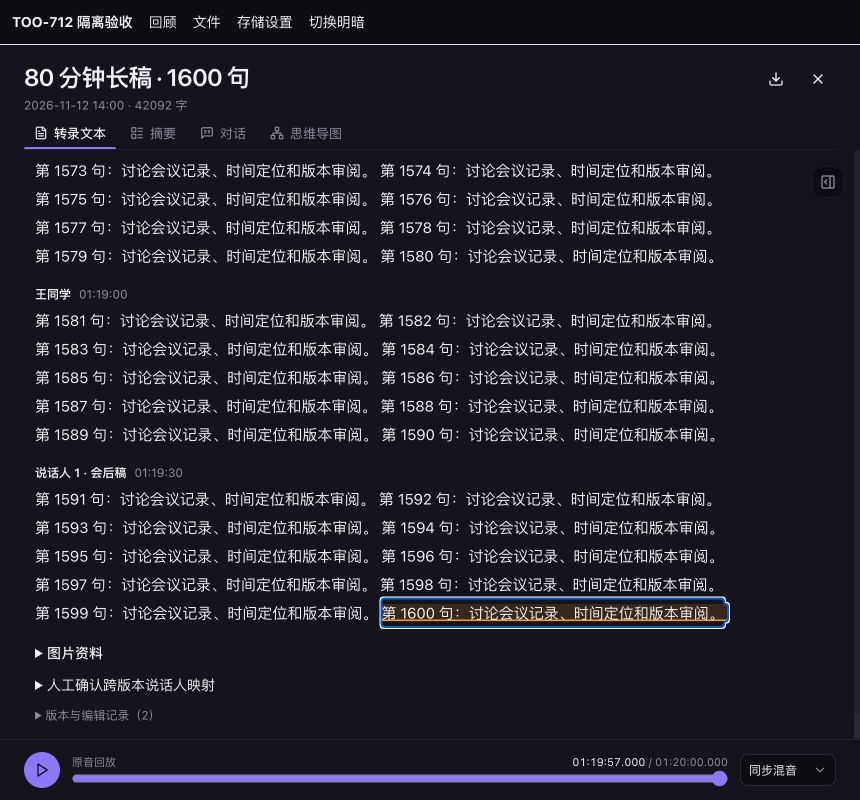 TOO-712 隔离验收 回顾 文件 存储设置 切换明暗
80 分钟长稿 · 1600 句
2026-11-12 14:00 · 42092 字
转录文本 摘要 对话 思维导图
第 1573 句：讨论会议记录、时间定位和版本审阅。 第 1574 句：讨论会议记录、时间定位和版本审阅。
第 1575 句：讨论会议记录、时间定位和版本审阅。 第 1576 句：讨论会议记录、时间定位和版本审阅。
第 1577 句：讨论会议记录、时间定位和版本审阅。 第 1578 句：讨论会议记录、时间定位和版本审阅。
第 1579 句：讨论会议记录、时间定位和版本审阅。 第 1580 句：讨论会议记录、时间定位和版本审阅。
王同学 01:19:00
第 1581 句：讨论会议记录、时间定位和版本审阅。 第 1582 句：讨论会议记录、时间定位和版本审阅。
第 1583 句：讨论会议记录、时间定位和版本审阅。 第 1584 句：讨论会议记录、时间定位和版本审阅。
第 1585 句：讨论会议记录、时间定位和版本审阅。 第 1586 句：讨论会议记录、时间定位和版本审阅。
第 1587 句：讨论会议记录、时间定位和版本审阅。 第 1588 句：讨论会议记录、时间定位和版本审阅。
第 1589 句：讨论会议记录、时间定位和版本审阅。 第 1590 句：讨论会议记录、时间定位和版本审阅。
说话人 1 · 会后稿 01:19:30
第 1591 句：讨论会议记录、时间定位和版本审阅。 第 1592 句：讨论会议记录、时间定位和版本审阅。
第 1593 句：讨论会议记录、时间定位和版本审阅。 第 1594 句：讨论会议记录、时间定位和版本审阅。
第 1595 句：讨论会议记录、时间定位和版本审阅。 第 1596 句：讨论会议记录、时间定位和版本审阅。
第 1597 句：讨论会议记录、时间定位和版本审阅。 第 1598 句：讨论会议记录、时间定位和版本审阅。
第 1599 句：讨论会议记录、时间定位和版本审阅。 第 1600 句：讨论会议记录、时间定位和版本审阅。
图片资料
人工确认跨版本说话人映射
版本与编辑记录（2）
原音回放 01:19:57.000 / 01:20:00.000
同步混音